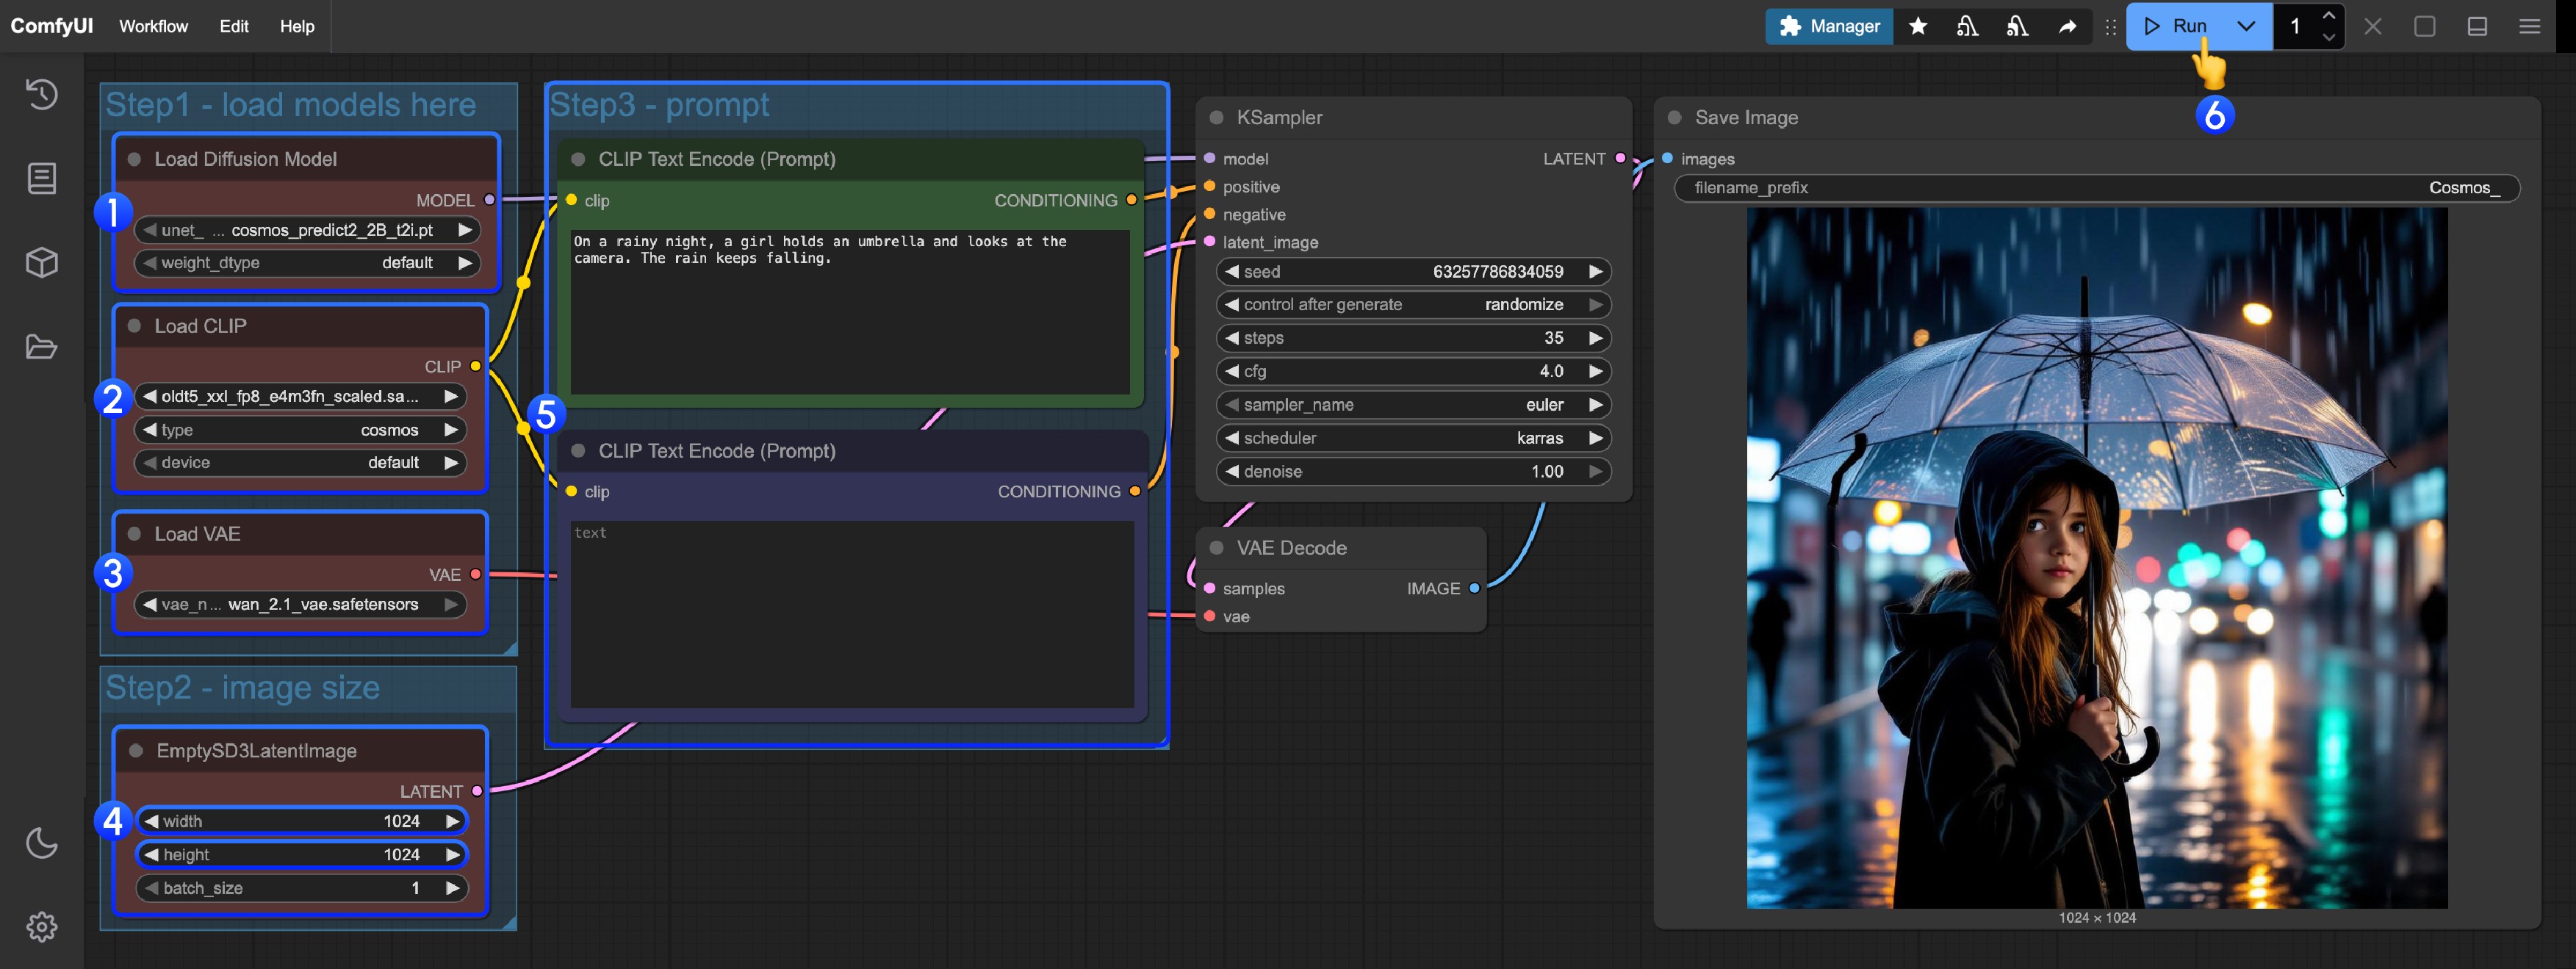 ComfyUI Workflow Edit Help
Manager
Run
1
6
Step1 - load models here
Load Diffusion Model
MODEL
1
unet_ ... cosmos_predict2_2B_t2i.pt
weight_dtype default
Load CLIP
CLIP
2
oldt5_xxl_fp8_e4m3fn_scaled.sa...
type cosmos
device default
Load VAE
3
VAE
vae_n... wan_2.1_vae.safetensors
Step2 - image size
EmptySD3LatentImage
LATENT
4
width 1024
height 1024
batch_size 1
Step3 - prompt
CLIP Text Encode (Prompt)
clip CONDITIONING
On a rainy night, a girl holds an umbrella and looks at the
camera. The rain keeps falling.
5
CLIP Text Encode (Prompt)
clip CONDITIONING
text
KSampler
model LATENT
positive
negative
latent_image
seed 63257786834059
control after generate randomize
steps 35
cfg 4.0
sampler_name euler
scheduler karras
denoise 1.00
VAE Decode
samples IMAGE
vae
Save Image
images
filename_prefix Cosmos_
1024 × 1024